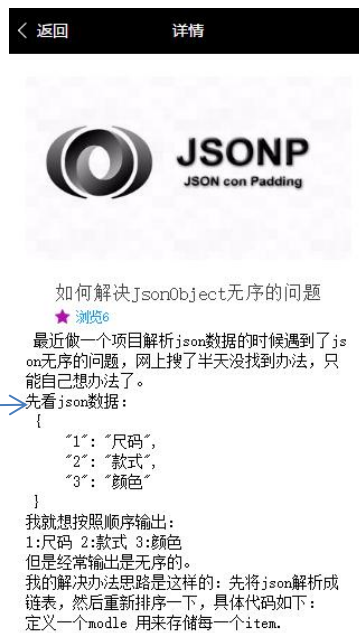 返回 详情
JSONP
JSON con Padding
如何解决JsonObject无序的问题
浏览6
最近做一个项目解析json数据的时候遇到了js
on无序的问题，网上搜了半天没找到办法，只
能自己想办法了。
先看json数据：
{
"1": "尺码",
"2": "款式",
"3": "颜色"
}
我就想按照顺序输出：
1:尺码 2:款式 3:颜色
但是经常输出是无序的。
我的解决办法思路是这样的：先将json解析成
链表，然后重新排序一下，具体代码如下：
定义一个modle 用来存储每一个item.